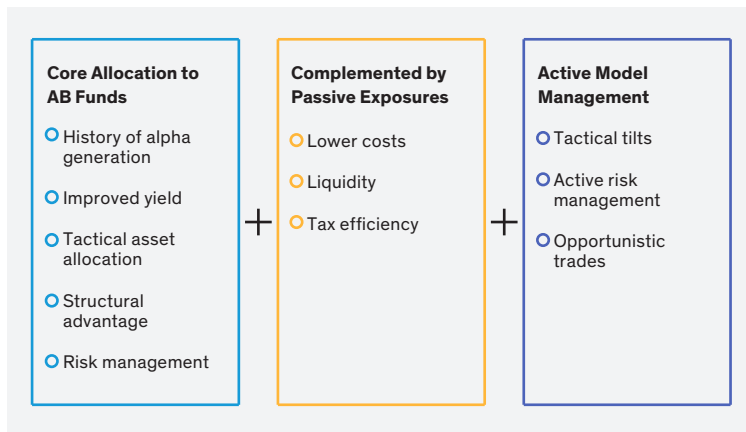 Core Allocation to
AB Funds
History of alpha
generation
Improved yield
Tactical asset
allocation
Structural
advantage
Risk management
+
Complemented by
Passive Exposures
Lower costs
Liquidity
Tax efficiency
+
Active Model
Management
Tactical tilts
Active risk
management
Opportunistic
trades